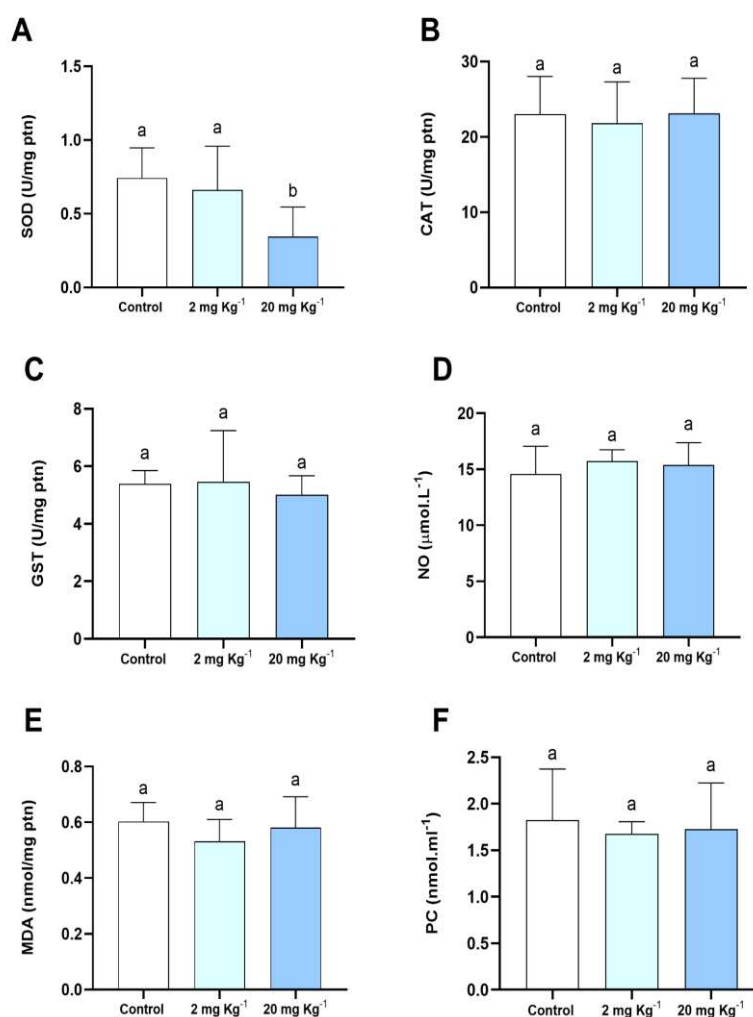 A
SOD (U/mg ptn)
1.5
1.0
0.5
0.0
a
a
b
Control
2 mg Kg⁻¹
20 mg Kg⁻¹
B
CAT (U/mg ptn)
30
20
10
0
a
a
a
Control
2 mg Kg⁻¹
20 mg Kg⁻¹
C
GST (U/mg ptn)
8
6
4
2
0
a
a
a
Control
2 mg Kg⁻¹
20 mg Kg⁻¹
D
NO (μmol.L⁻¹)
20
15
10
5
0
a
a
a
Control
2 mg Kg⁻¹
20 mg Kg⁻¹
E
MDA (nmol/mg ptn)
0.8
0.6
0.4
0.2
0.0
a
a
a
Control
2 mg Kg⁻¹
20 mg Kg⁻¹
F
PC (nmol.ml⁻¹)
2.5
2.0
1.5
1.0
0.5
0.0
a
a
a
Control
2 mg Kg⁻¹
20 mg Kg⁻¹